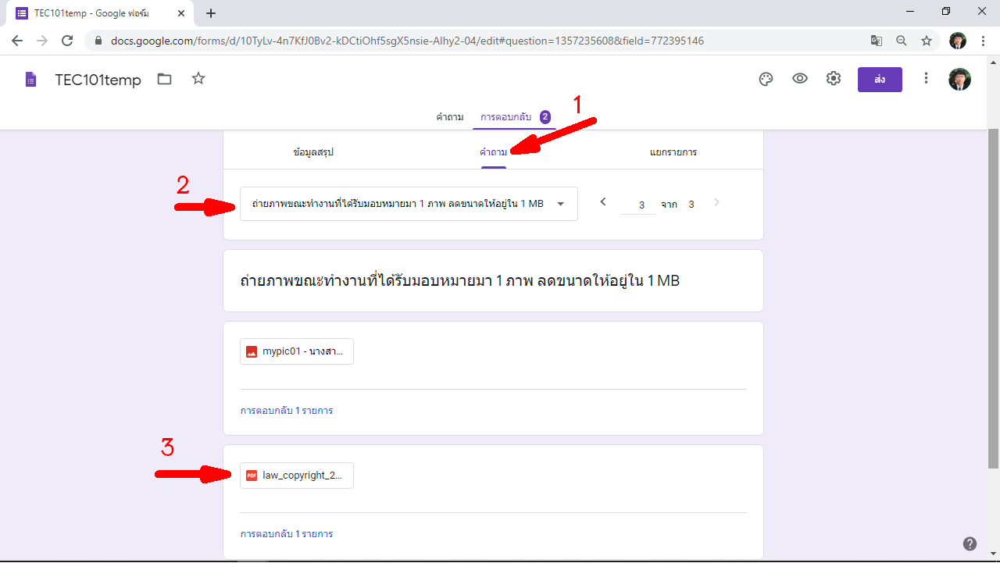 TEC101temp - Google ฟอร์ม
docs.google.com/forms/d/10TyLv-4n7KfJ0Bv2-kDCtiOhf5sgX5nsie-Alhy2-04/edit#question=1357235608&field=772395146
TEC101temp
ส่ง
คำถาม การตอบกลับ 2
1
ข้อมูลสรุป คำถาม แยกรายการ
2
ถ่ายภาพขณะทำงานที่ได้รับมอบหมายมา 1 ภาพ ลดขนาดให้อยู่ใน 1 MB
3 จาก 3
ถ่ายภาพขณะทำงานที่ได้รับมอบหมายมา 1 ภาพ ลดขนาดให้อยู่ใน 1 MB
mypic01 - นางสา...
การตอบกลับ 1 รายการ
3
PDF law_copyright_2...
การตอบกลับ 1 รายการ